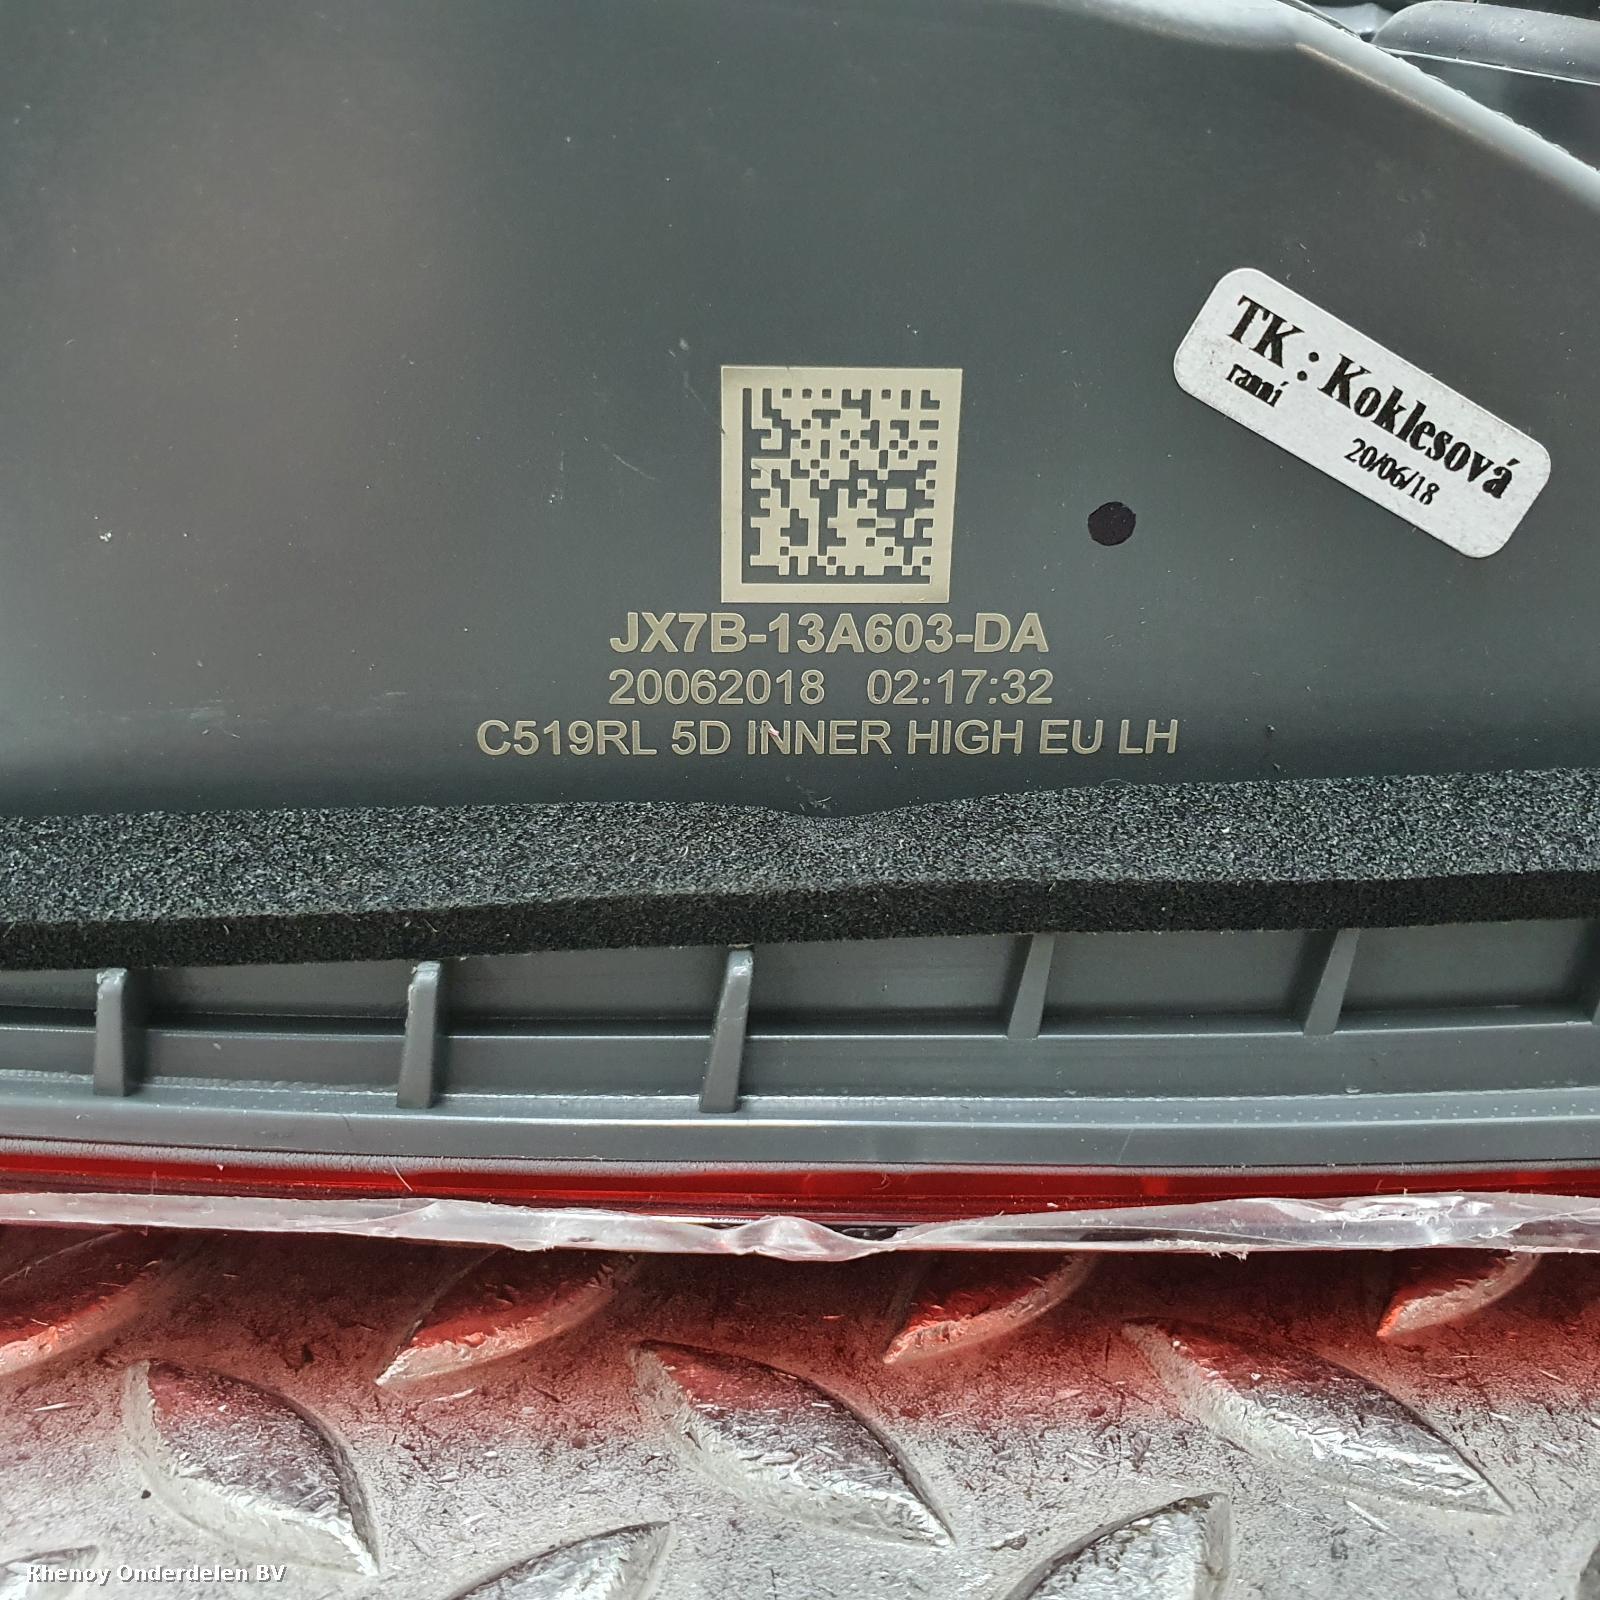 TK: Koklesová
ranní
20/06/18
JX7B-13A603-DA
20062018 02:17:32
C519RL 5D INNER HIGH EU LH
Rhenoy Onderdelen BV